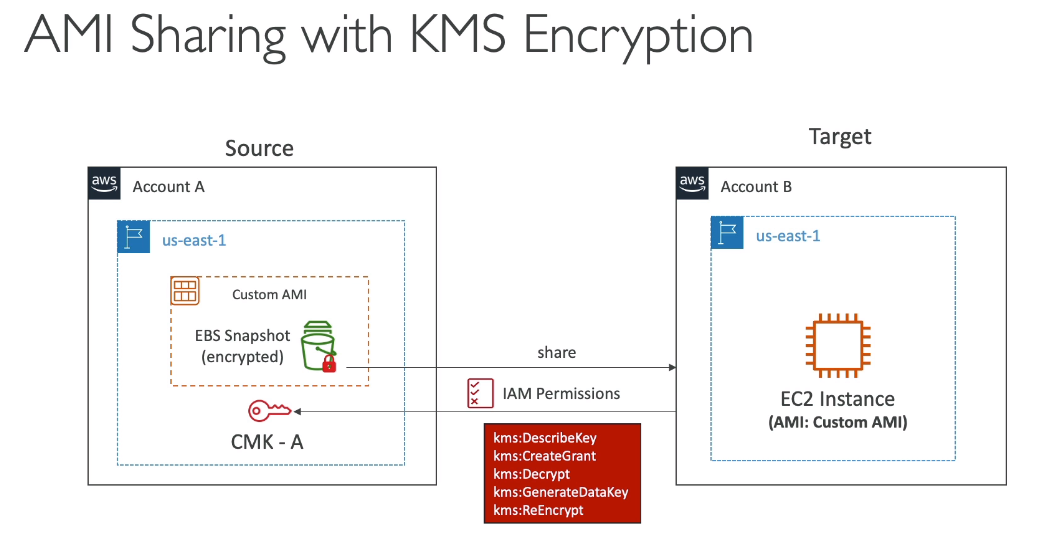 AMI Sharing with KMS Encryption
Source
aws
Account A
us-east-1
Custom AMI
EBS Snapshot
(encrypted)
CMK - A
share
IAM Permissions
kms:DescribeKey
kms:CreateGrant
kms:Decrypt
kms:GenerateDataKey
kms:ReEncrypt
Target
aws
Account B
us-east-1
EC2 Instance
(AMI: Custom AMI)